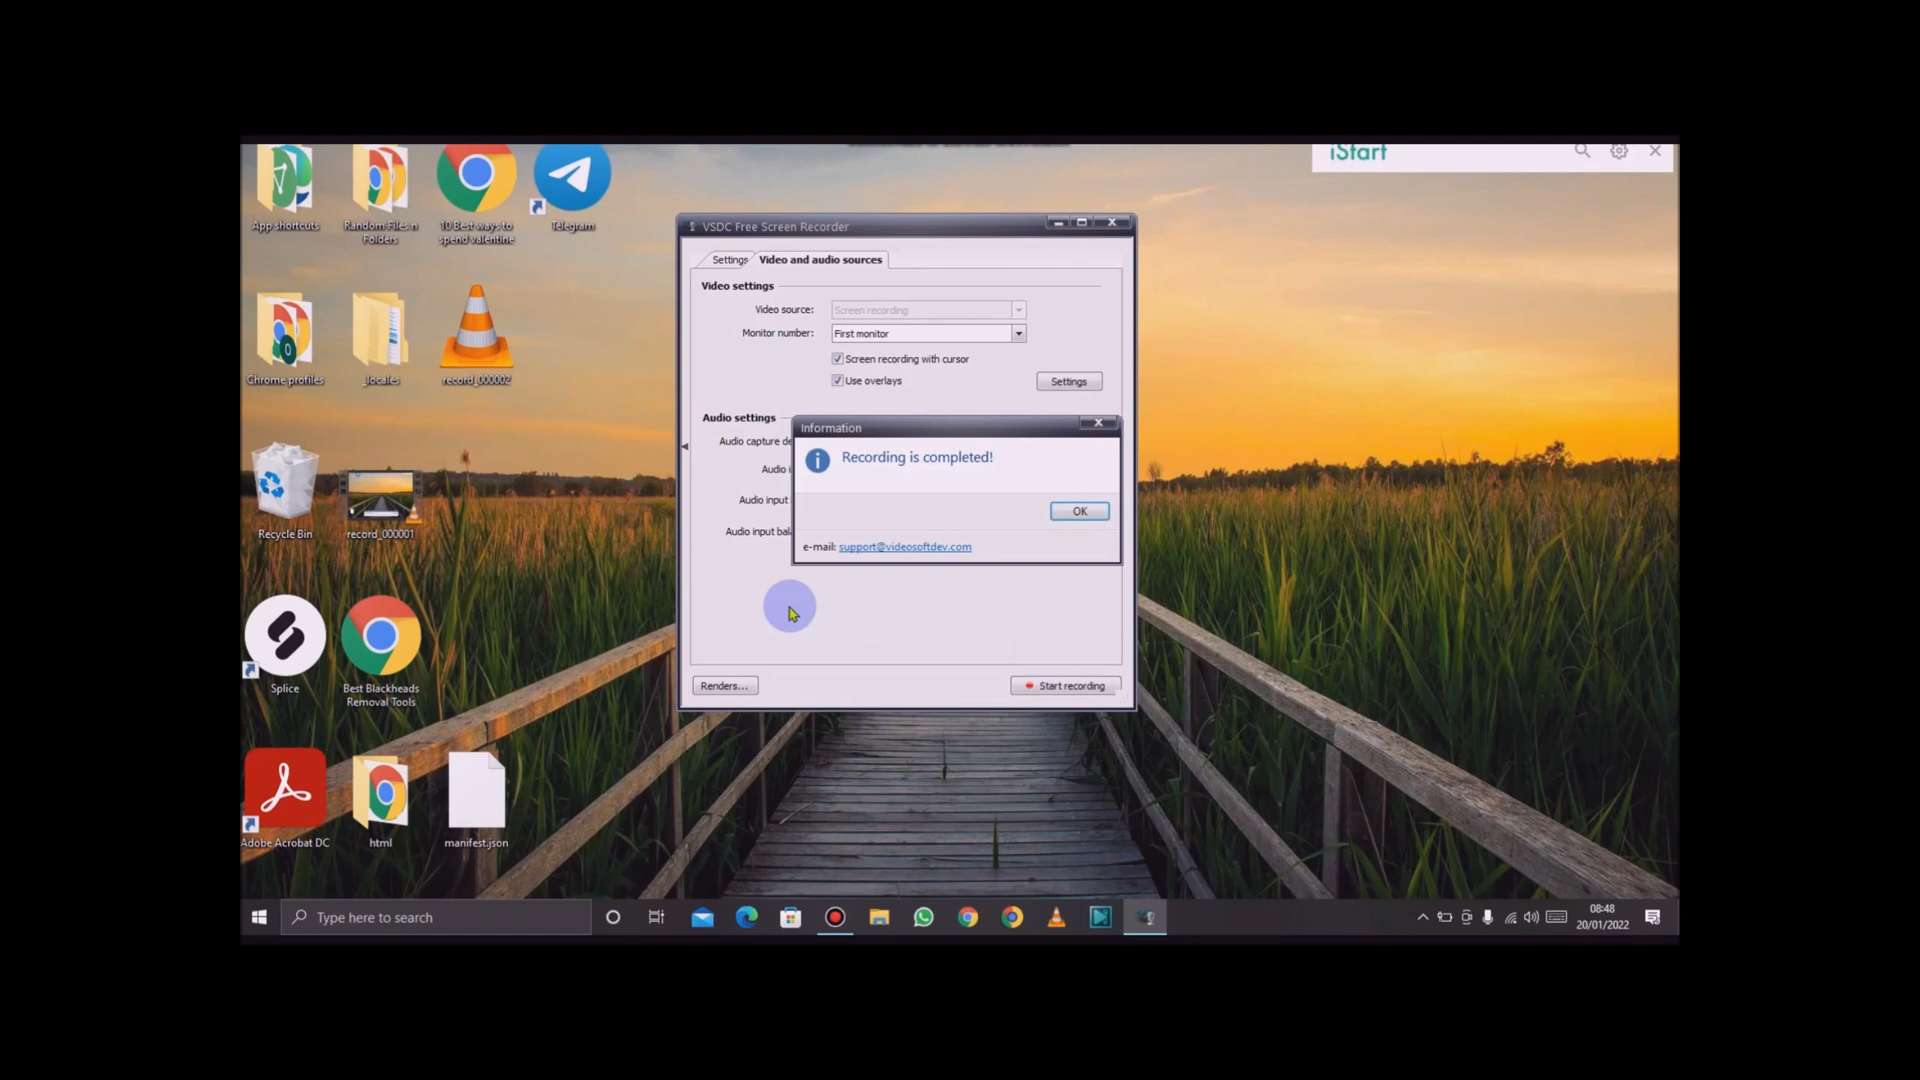 iStart
App shortcuts
Random Files n
Folders
10 Best ways to
spend valentine
Telegram
VSDC Free Screen Recorder
Settings
Video and audio sources
Video settings
Video source:
Screen recording
Monitor number:
First monitor
Screen recording with cursor
Use overlays
Settings
Chrome profiles
_locales
record_000002
Audio settings
Audio capture de
Audio i
Audio input
Audio input bal
Information
Recording is completed!
OK
e-mail: support@videosoftdev.com
Recycle Bin
record_000001
Splice
Best Blackheads
Removal Tools
Renders...
Start recording
Adobe Acrobat DC
html
manifest.json
Type here to search
08:48
20/01/2022